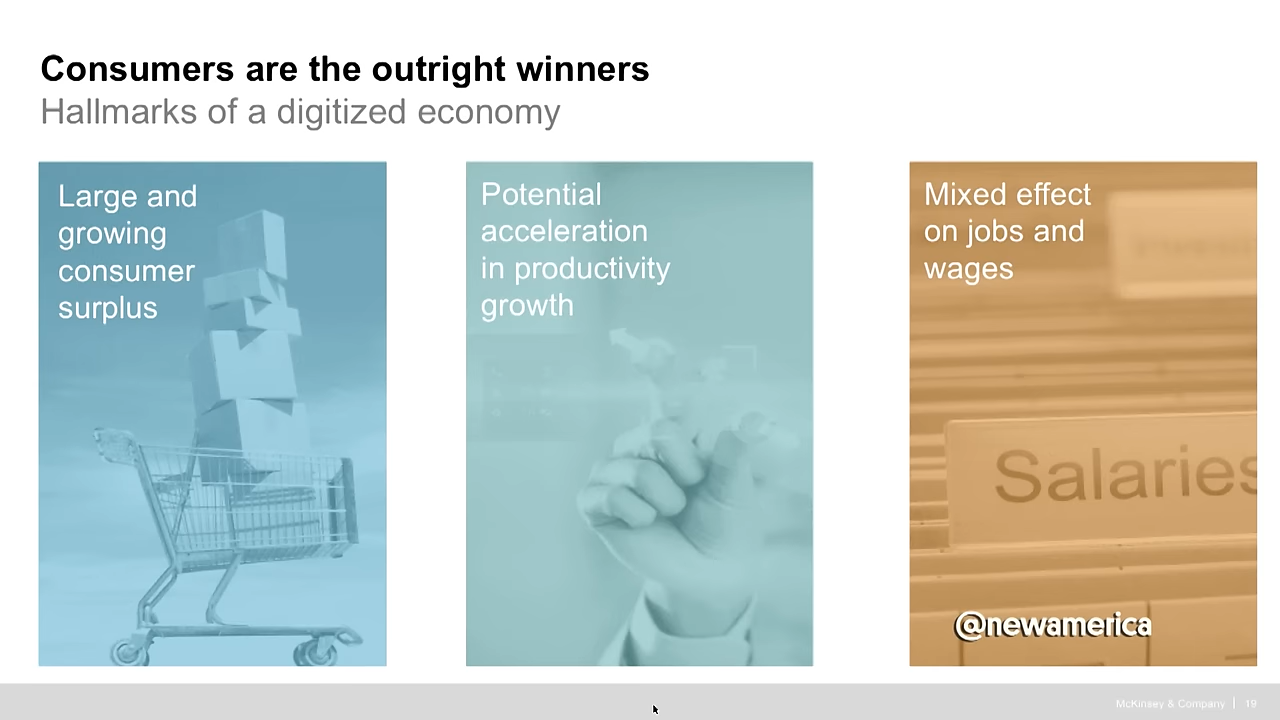 Consumers are the outright winners
Hallmarks of a digitized economy
Large and
growing
consumer
surplus
Potential
acceleration
in productivity
growth
Mixed effect
on jobs and
wages
Salaries
@newamerica
McKinsey & Company | 19